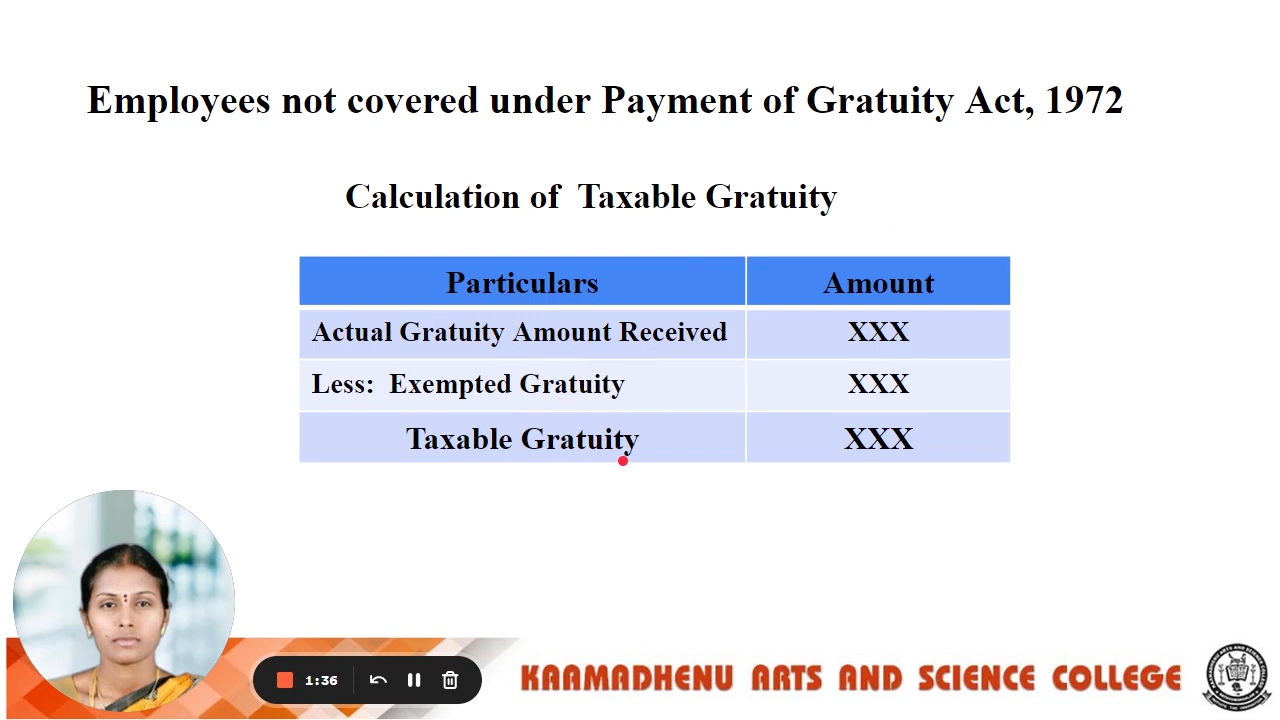 Employees not covered under Payment of Gratuity Act, 1972
Calculation of  Taxable Gratuity
Particulars Amount
Actual Gratuity Amount Received XXX
Less:  Exempted Gratuity XXX
Taxable Gratuity XXX
1:36
KAAMADHENU ARTS AND SCIENCE COLLEGE